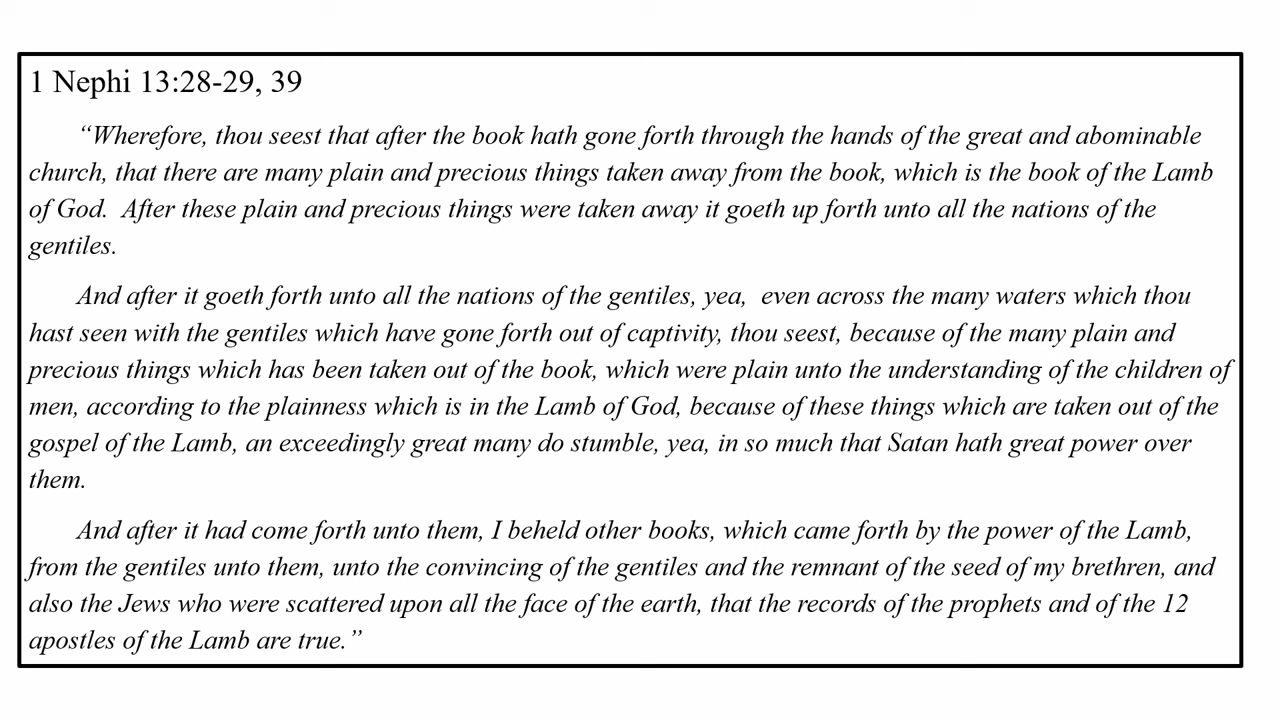 1 Nephi 13:28-29, 39
“Wherefore, thou seest that after the book hath gone forth through the hands of the great and abominable
church, that there are many plain and precious things taken away from the book, which is the book of the Lamb
of God.  After these plain and precious things were taken away it goeth up forth unto all the nations of the
gentiles.
And after it goeth forth unto all the nations of the gentiles, yea,  even across the many waters which thou
hast seen with the gentiles which have gone forth out of captivity, thou seest, because of the many plain and
precious things which has been taken out of the book, which were plain unto the understanding of the children of
men, according to the plainness which is in the Lamb of God, because of these things which are taken out of the
gospel of the Lamb, an exceedingly great many do stumble, yea, in so much that Satan hath great power over
them.
And after it had come forth unto them, I beheld other books, which came forth by the power of the Lamb,
from the gentiles unto them, unto the convincing of the gentiles and the remnant of the seed of my brethren, and
also the Jews who were scattered upon all the face of the earth, that the records of the prophets and of the 12
apostles of the Lamb are true.”